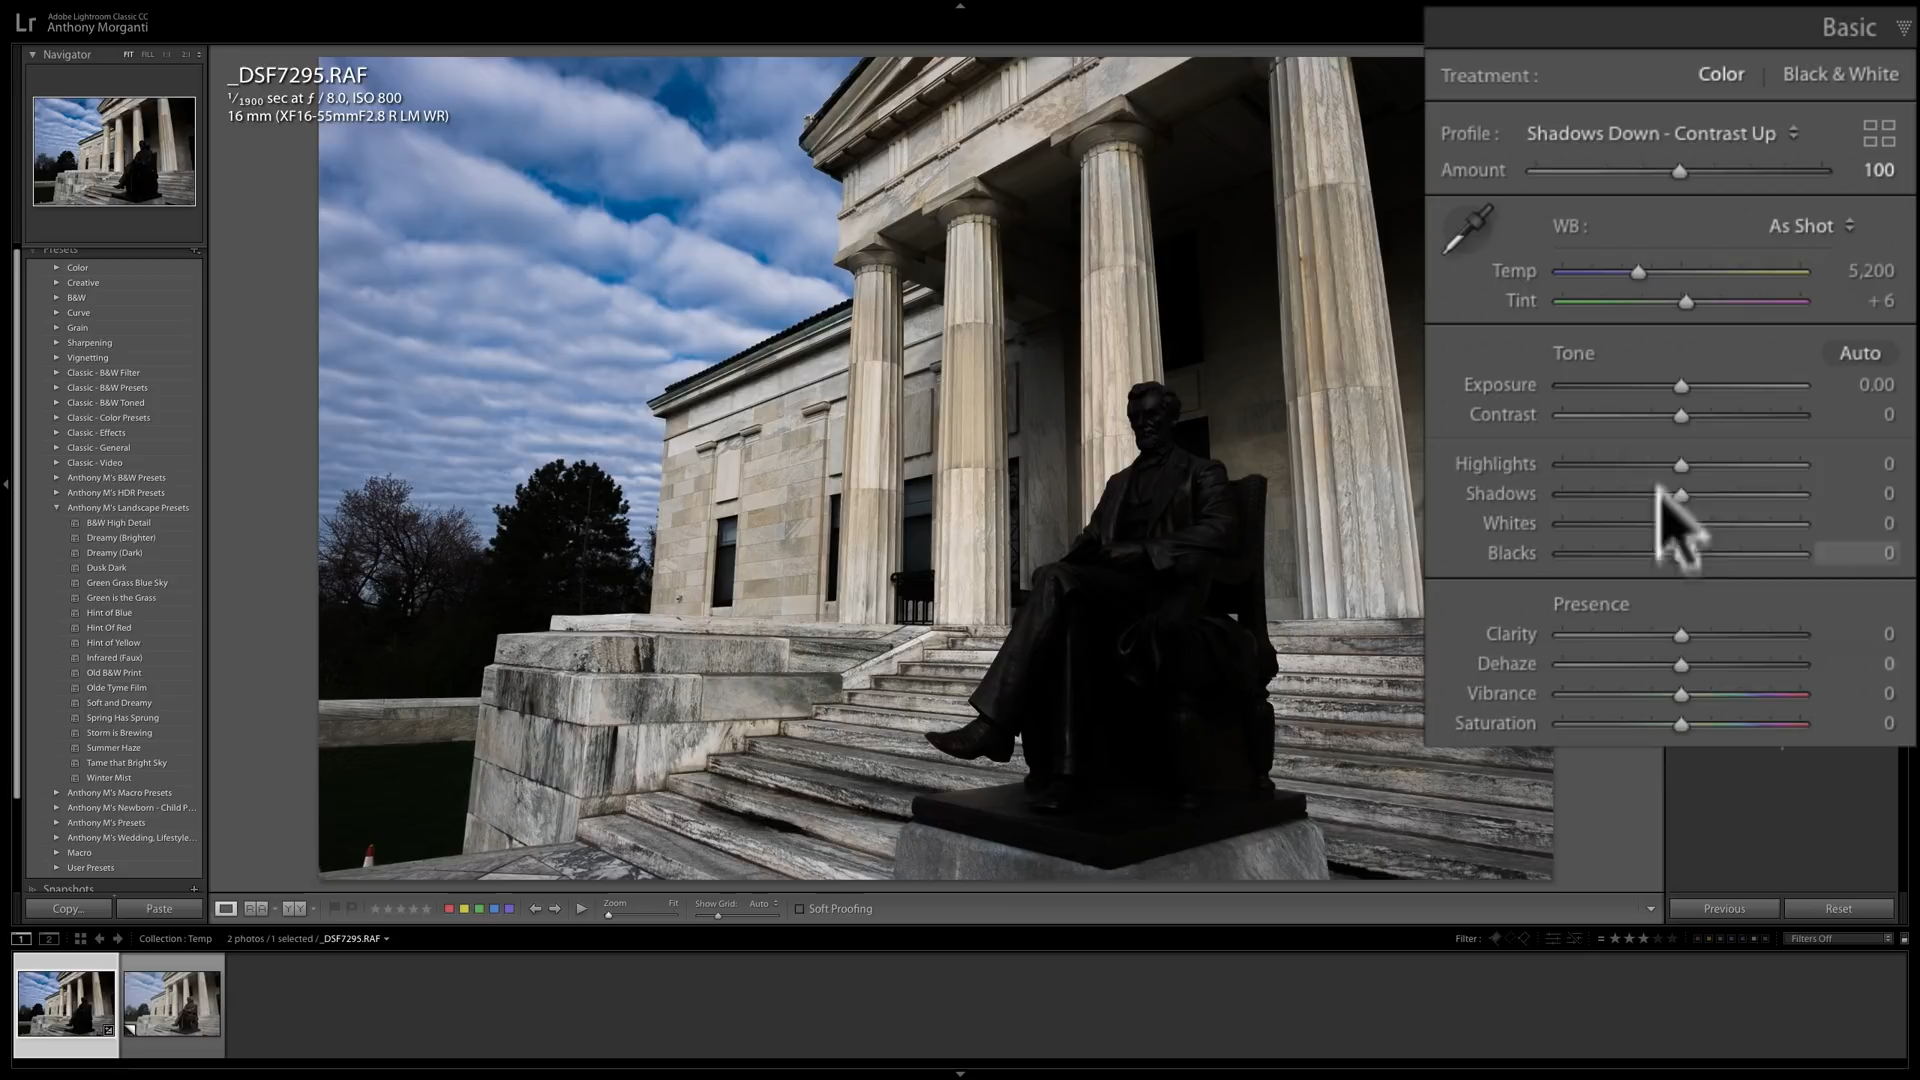 Lr
Adobe Lightroom Classic CC
Anthony Morganti
Navigator
FIT FILL 1:1 2:1
Presets
Color
Creative
B&W
Curve
Grain
Sharpening
Vignetting
Classic - B&W Filter
Classic - B&W Presets
Classic - B&W Toned
Classic - Color Presets
Classic - Effects
Classic - General
Classic - Video
Anthony M's B&W Presets
Anthony M's HDR Presets
Anthony M's Landscape Presets
B&W High Detail
Dreamy (Brighter)
Dreamy (Dark)
Dusk Dark
Green Grass Blue Sky
Green is the Grass
Hint of Blue
Hint Of Red
Hint of Yellow
Infrared (Faux)
Old B&W Print
Olde Tyme Film
Soft and Dreamy
Spring Has Sprung
Storm is Brewing
Summer Haze
Tame that Bright Sky
Winter Mist
Anthony M's Macro Presets
Anthony M's Newborn - Child P...
Anthony M's Presets
Anthony M's Wedding, Lifestyle...
Macro
User Presets
Snapshots
Copy... Paste
_DSF7295.RAF
1/1900 sec at ƒ / 8.0, ISO 800
16 mm (XF16-55mmF2.8 R LM WR)
Basic
Treatment : Color Black & White
Profile : Shadows Down - Contrast Up
Amount 100
WB : As Shot
Temp 5,200
Tint + 6
Tone Auto
Exposure 0.00
Contrast 0
Highlights 0
Shadows 0
Whites 0
Blacks 0
Presence
Clarity 0
Dehaze 0
Vibrance 0
Saturation 0
Zoom Fit
Show Grid: Auto
Soft Proofing
Previous Reset
1 2
Collection : Temp 2 photos / 1 selected / _DSF7295.RAF
Filter : Filters Off